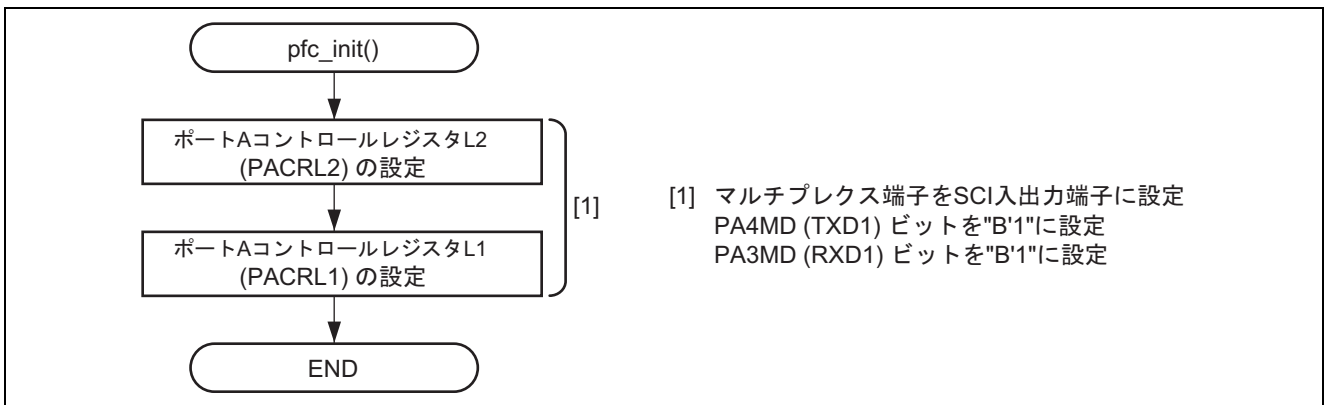 pfc_init()
ポートAコントロールレジスタL2
(PACRL2) の設定
ポートAコントロールレジスタL1
(PACRL1) の設定
[1]
END
[1] マルチプレクス端子をSCI入出力端子に設定
PA4MD (TXD1) ビットを"B'1"に設定
PA3MD (RXD1) ビットを"B'1"に設定